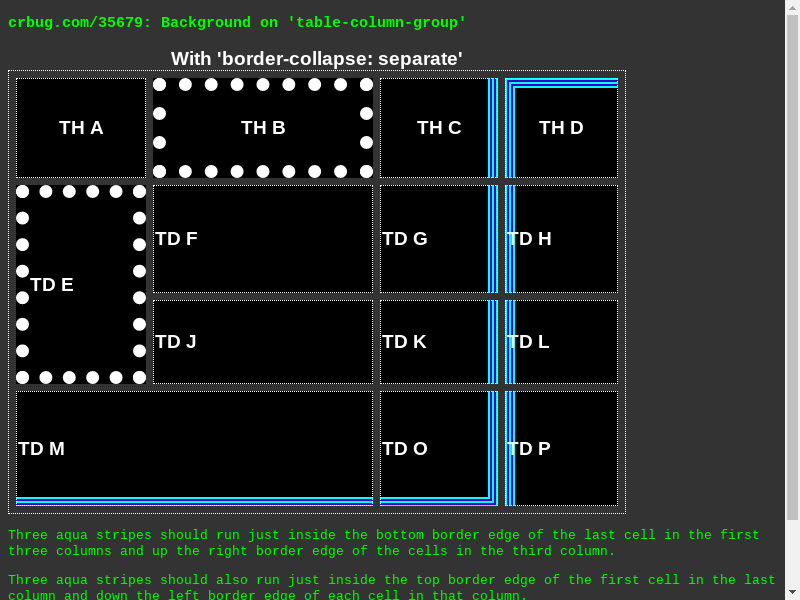 crbug.com/35679: Background on 'table-column-group'
With 'border-collapse: separate'
TH A TH B TH C TH D
TD E TD F TD G TD H
TD J TD K TD L
TD M TD O TD P
Three aqua stripes should run just inside the bottom border edge of the last cell in the first
three columns and up the right border edge of the cells in the third column.
Three aqua stripes should also run just inside the top border edge of the first cell in the last
column and down the left border edge of each cell in that column.